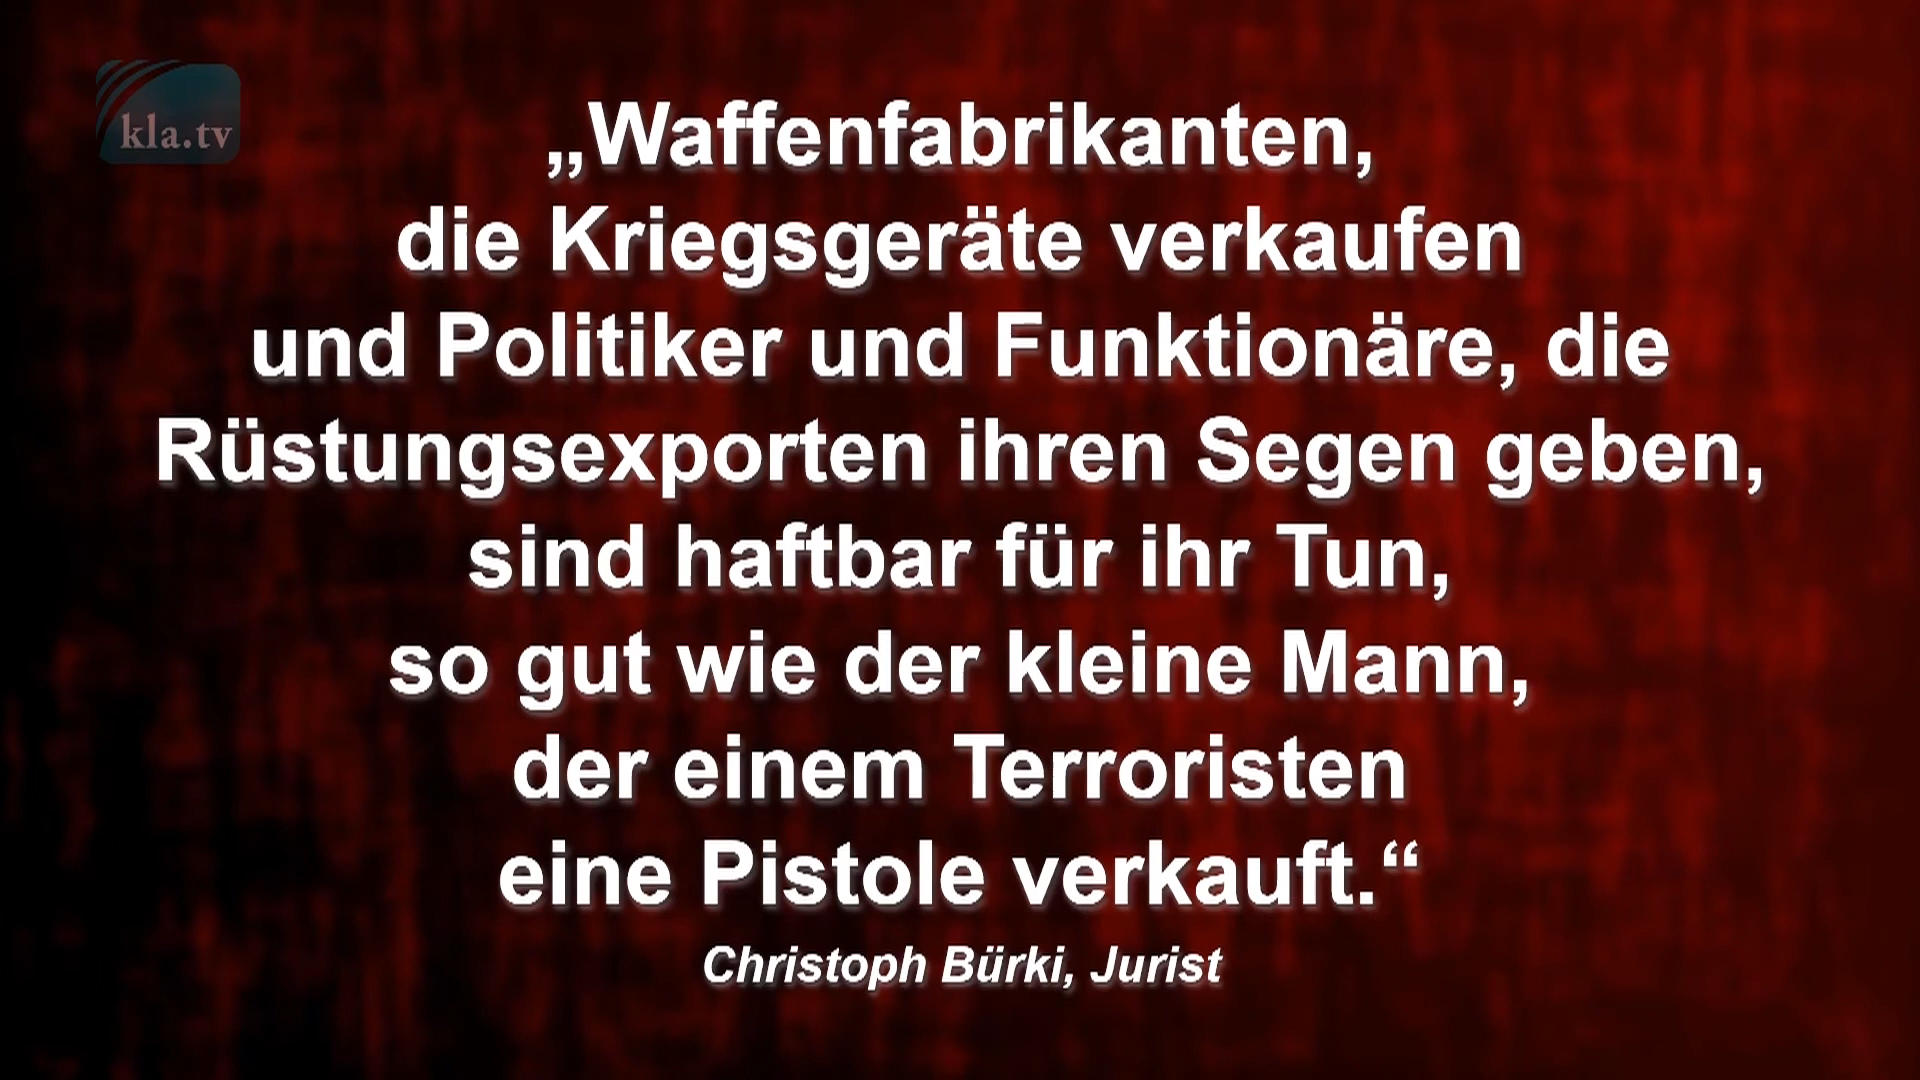 kla.tv
„Waffenfabrikanten,
die Kriegsgeräte verkaufen
und Politiker und Funktionäre, die
Rüstungsexporten ihren Segen geben,
sind haftbar für ihr Tun,
so gut wie der kleine Mann,
der einem Terroristen
eine Pistole verkauft.“
Christoph Bürki, Jurist